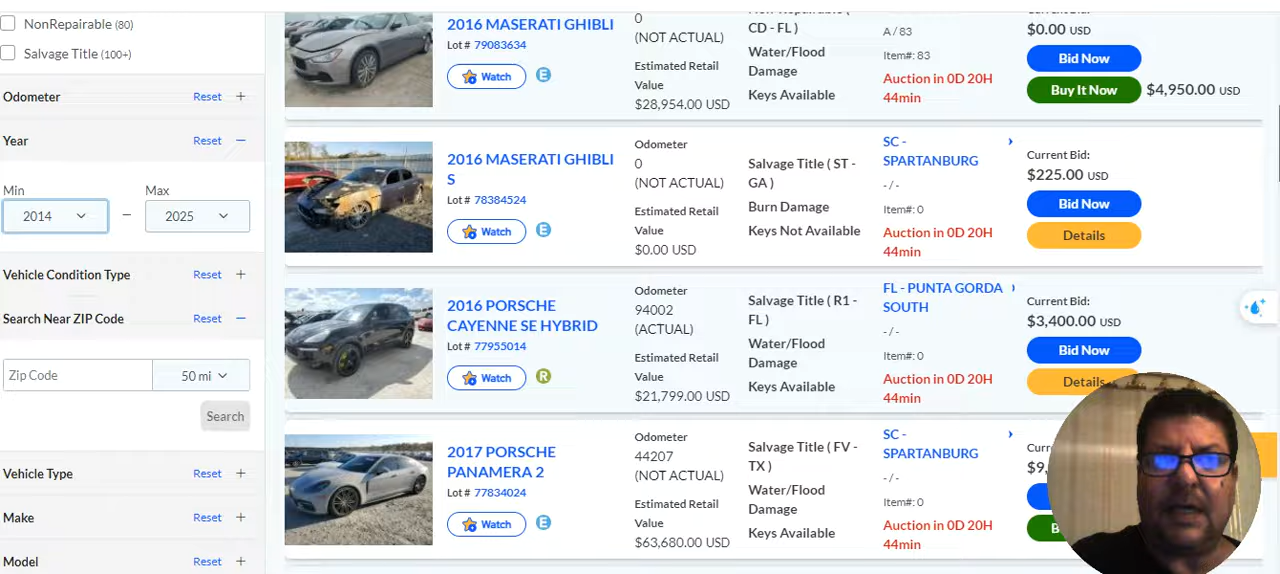 NonRepairable (80)
Salvage Title (100+)
Odometer Reset
Year Reset
Min Max
2014 – 2025
Vehicle Condition Type Reset
Search Near ZIP Code Reset
Zip Code 50 mi
Search
Vehicle Type Reset
Make Reset
Model Reset
2016 MASERATI GHIBLI
Lot # 79083634
Watch
E
0
(NOT ACTUAL)
Estimated Retail
Value
$28,954.00 USD
CD - FL )
Water/Flood
Damage
Keys Available
A / 83
Item#: 83
Auction in 0D 20H
44min
$0.00 USD
Bid Now
Buy It Now $4,950.00 USD
2016 MASERATI GHIBLI
S
Lot # 78384524
Watch
E
Odometer
0
(NOT ACTUAL)
Estimated Retail
Value
$0.00 USD
Salvage Title ( ST -
GA )
Burn Damage
Keys Not Available
SC -
SPARTANBURG
- / -
Item#: 0
Auction in 0D 20H
44min
Current Bid:
$225.00 USD
Bid Now
Details
2016 PORSCHE
CAYENNE SE HYBRID
Lot # 77955014
Watch
R
Odometer
94002
(ACTUAL)
Estimated Retail
Value
$21,799.00 USD
Salvage Title ( R1 -
FL )
Water/Flood
Damage
Keys Available
FL - PUNTA GORDA
SOUTH
- / -
Item#: 0
Auction in 0D 20H
44min
Current Bid:
$3,400.00 USD
Bid Now
Details
2017 PORSCHE
PANAMERA 2
Lot # 77834024
Watch
E
Odometer
44207
(NOT ACTUAL)
Estimated Retail
Value
$63,680.00 USD
Salvage Title ( FV -
TX )
Water/Flood
Damage
Keys Available
SC -
SPARTANBURG
- / -
Item#: 0
Auction in 0D 20H
44min